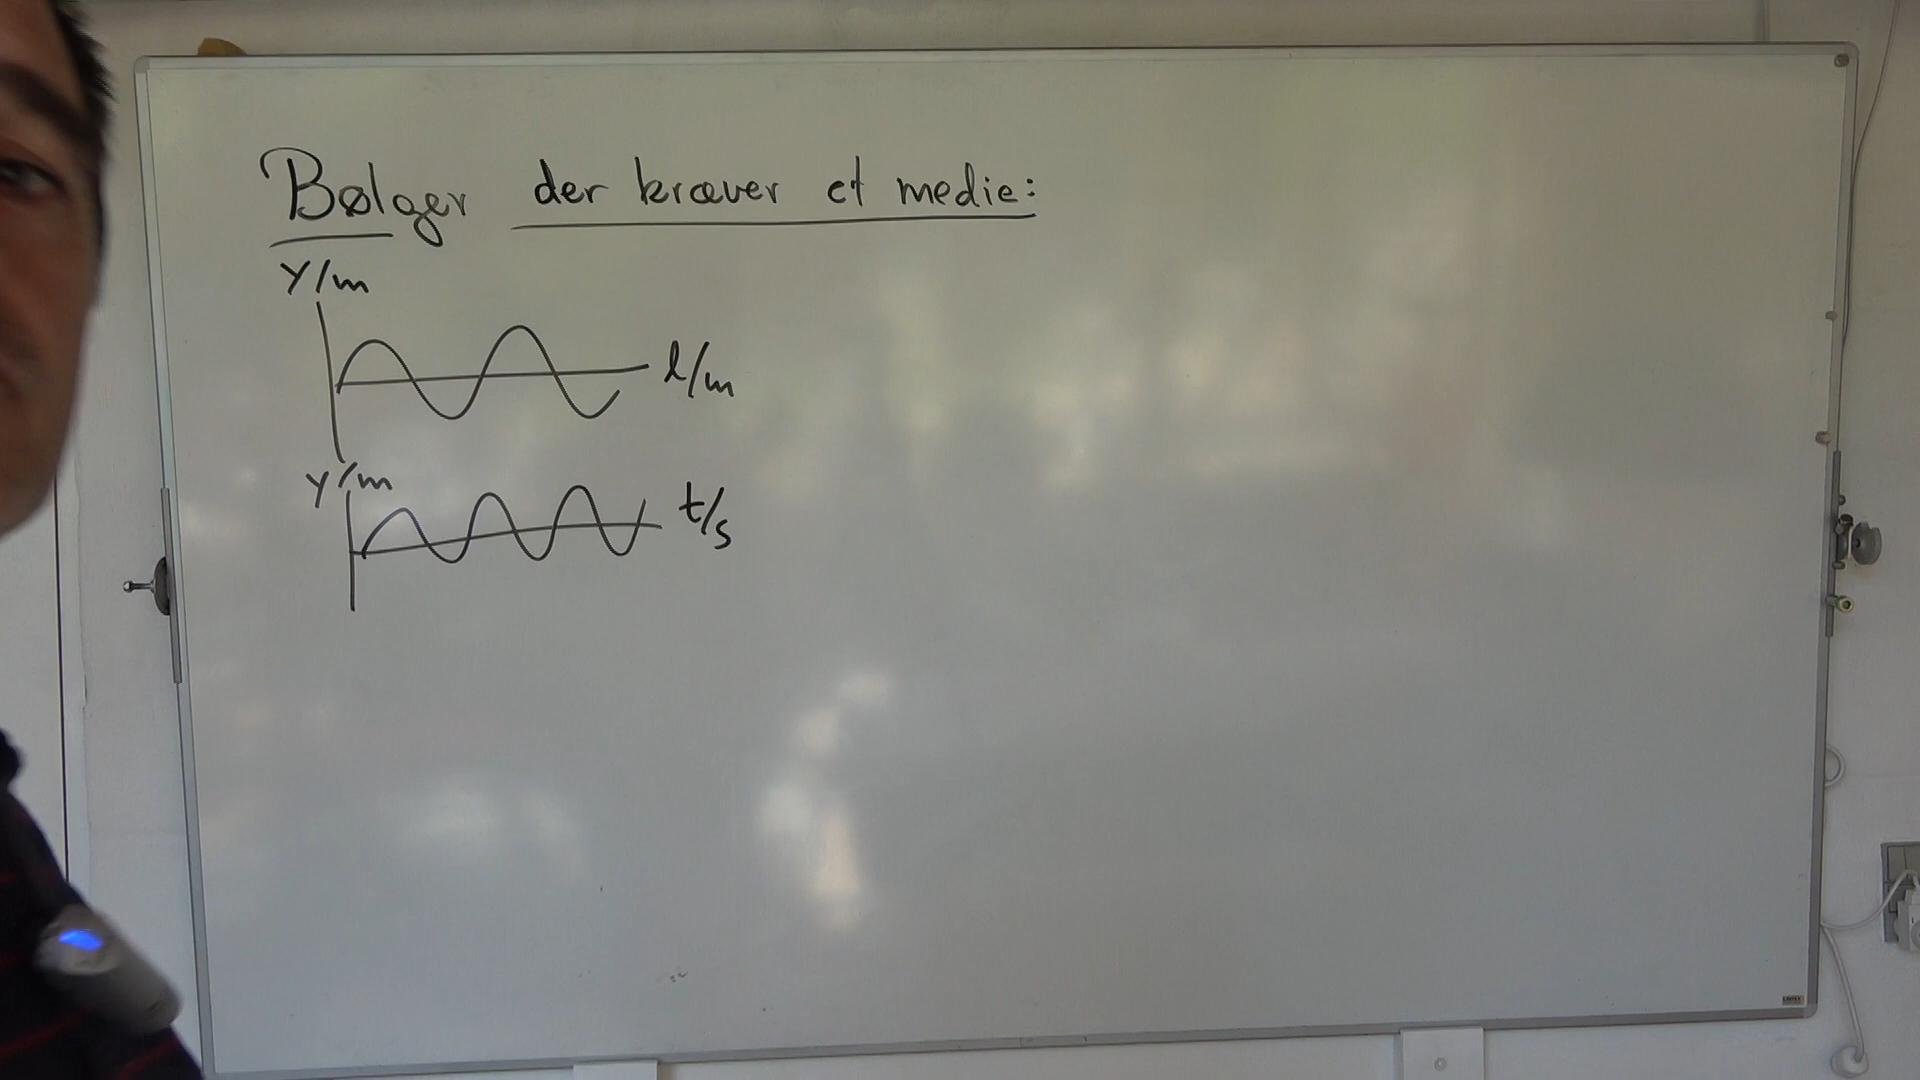 Bølger der kræver et medie:
Y/m
l/m
Y/m
t/s